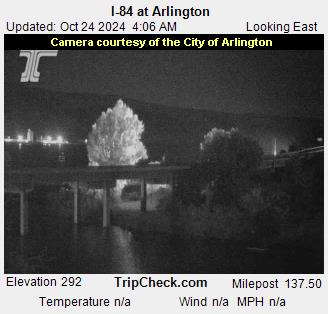 I-84 at Arlington
Updated: Oct 24 2024 4:06 AM Looking East
Camera courtesy of the City of Arlington
Elevation 292 TripCheck.com Milepost 137.50
Temperature n/a Wind n/a MPH n/a